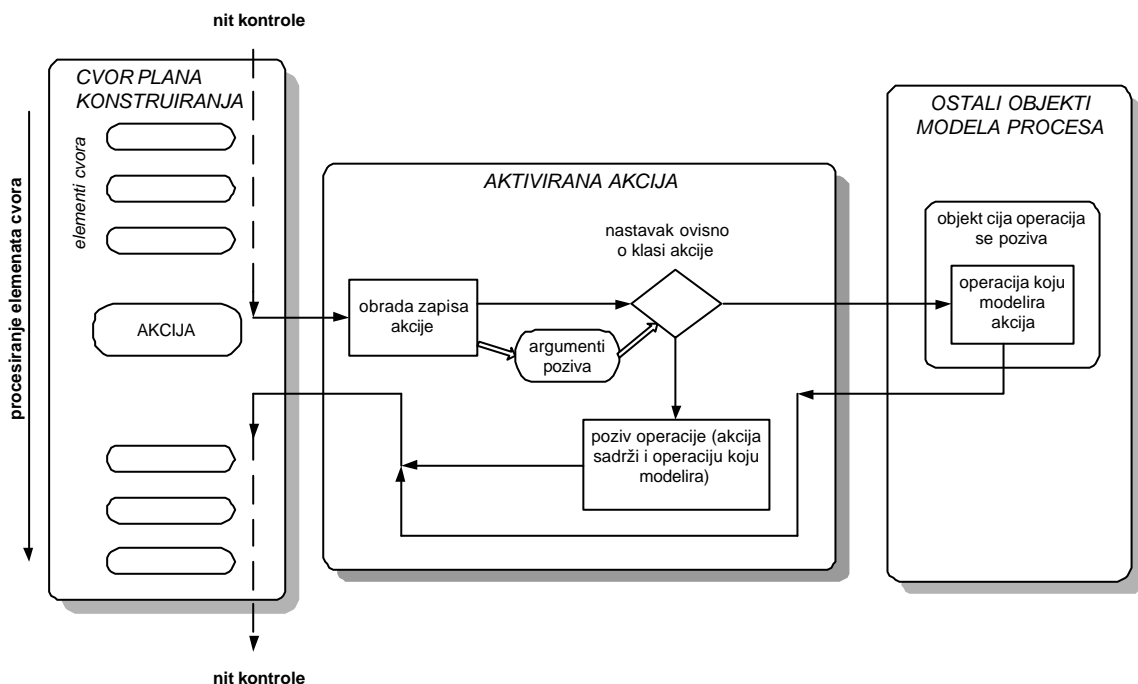 nit kontrole
CVOR PLANA
KONSTRUIRANJA
elementi cvora
procesiranje elemenata cvora
AKCIJA
AKTIVIRANA AKCIJA
nastavak ovisno
o klasi akcije
obrada zapisa
akcije
argumenti
poziva
poziv operacije (akcija
sadrži i operaciju koju
modelira)
OSTALI OBJEKTI
MODELA PROCESA
objekt cija operacija
se poziva
operacija koju
modelira
akcija
nit kontrole